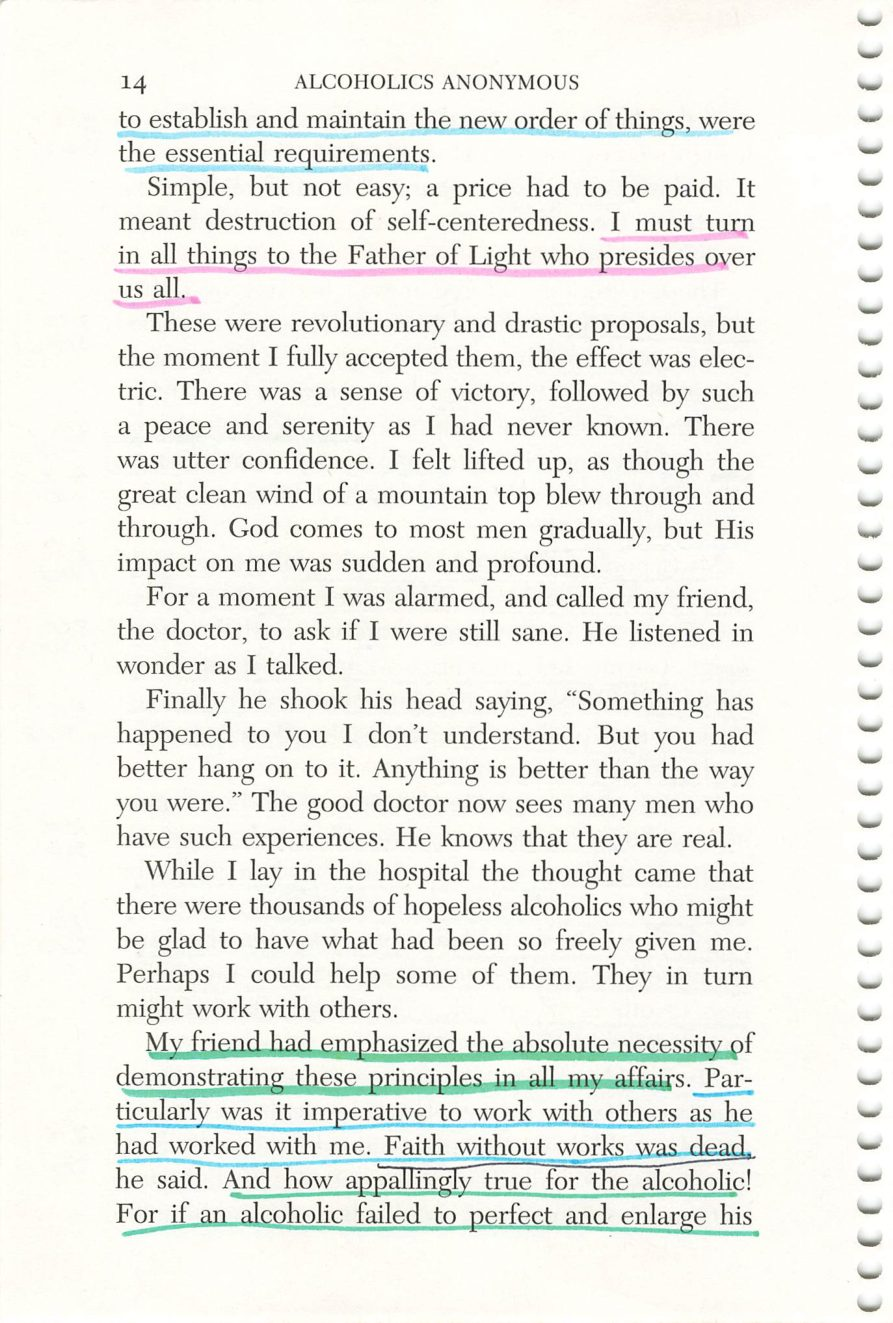 14 ALCOHOLICS ANONYMOUS
to establish and maintain the new order of things, were
the essential requirements.
Simple, but not easy; a price had to be paid. It
meant destruction of self-centeredness. I must turn
in all things to the Father of Light who presides over
us all.
These were revolutionary and drastic proposals, but
the moment I fully accepted them, the effect was elec-
tric. There was a sense of victory, followed by such
a peace and serenity as I had never known. There
was utter confidence. I felt lifted up, as though the
great clean wind of a mountain top blew through and
through. God comes to most men gradually, but His
impact on me was sudden and profound.
For a moment I was alarmed, and called my friend,
the doctor, to ask if I were still sane. He listened in
wonder as I talked.
Finally he shook his head saying, “Something has
happened to you I don’t understand. But you had
better hang on to it. Anything is better than the way
you were.” The good doctor now sees many men who
have such experiences. He knows that they are real.
While I lay in the hospital the thought came that
there were thousands of hopeless alcoholics who might
be glad to have what had been so freely given me.
Perhaps I could help some of them. They in turn
might work with others.
My friend had emphasized the absolute necessity of
demonstrating these principles in all my affairs. Par-
ticularly was it imperative to work with others as he
had worked with me. Faith without works was dead,
he said. And how appallingly true for the alcoholic!
For if an alcoholic failed to perfect and enlarge his